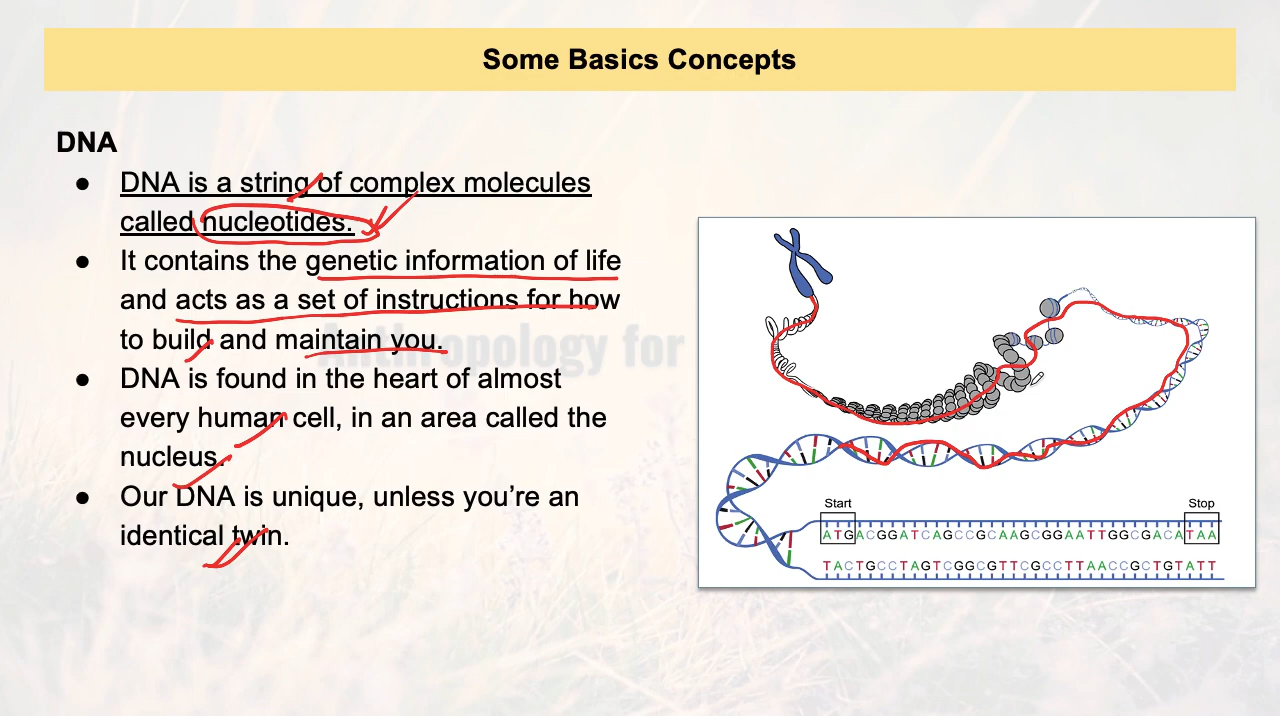 Some Basics Concepts
DNA
● DNA is a string of complex molecules
called nucleotides.
● It contains the genetic information of life
and acts as a set of instructions for how
to build and maintain you.
● DNA is found in the heart of almost
every human cell, in an area called the
nucleus.
● Our DNA is unique, unless you’re an
identical twin.
Anthropology for
Start Stop
ATGACGGATCAGCCGCAAGCGGAATTGGCGACATAA
TACTGCCTAGTCGGCGTTCGCCTTAACCGCTGTATT